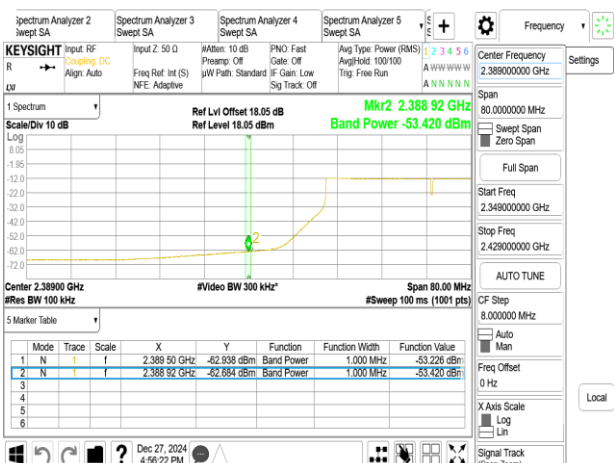 Spectrum Analyzer 2
Swept SA
Spectrum Analyzer 3
Swept SA
Spectrum Analyzer 4
Swept SA
Spectrum Analyzer 5
Swept SA
+
Frequency
KEYSIGHT
R
LXI
Input: RF
Coupling: DC
Align: Auto
Input Z: 50 Ω
Freq Ref: Int (S)
NFE: Adaptive
#Atten: 10 dB
Preamp: Off
µW Path: Standard
PNO: Fast
Gate: Off
IF Gain: Low
Sig Track: Off
Avg Type: Power (RMS)
Avg|Hold: 100/100
Trig: Free Run
1 2 3 4 5 6
A W W W W W
A N N N N N
1 Spectrum
Scale/Div 10 dB
Log
Ref Lvl Offset 18.05 dB
Ref Level 18.05 dBm
Mkr2 2.388 92 GHz
Band Power -53.420 dBm
8.05
-1.95
-12.0
-22.0
-32.0
-42.0
-52.0
-62.0
-72.0
2
Center 2.38900 GHz
#Res BW 100 kHz
#Video BW 300 kHz*
Span 80.00 MHz
#Sweep 100 ms (1001 pts)
5 Marker Table
Mode Trace Scale X Y Function Function Width Function Value
1 N 1 f 2.389 50 GHz -62.938 dBm Band Power 1.000 MHz -53.226 dBm
2 N 1 f 2.388 92 GHz -62.684 dBm Band Power 1.000 MHz -53.420 dBm
3
4
5
6
?
Dec 27, 2024
4:56:22 PM
Center Frequency
2.389000000 GHz
Span
80.0000000 MHz
Swept Span
Zero Span
Full Span
Start Freq
2.349000000 GHz
Stop Freq
2.429000000 GHz
AUTO TUNE
CF Step
8.000000 MHz
Auto
Man
Freq Offset
0 Hz
X Axis Scale
Log
Lin
Signal Track
Settings
Local